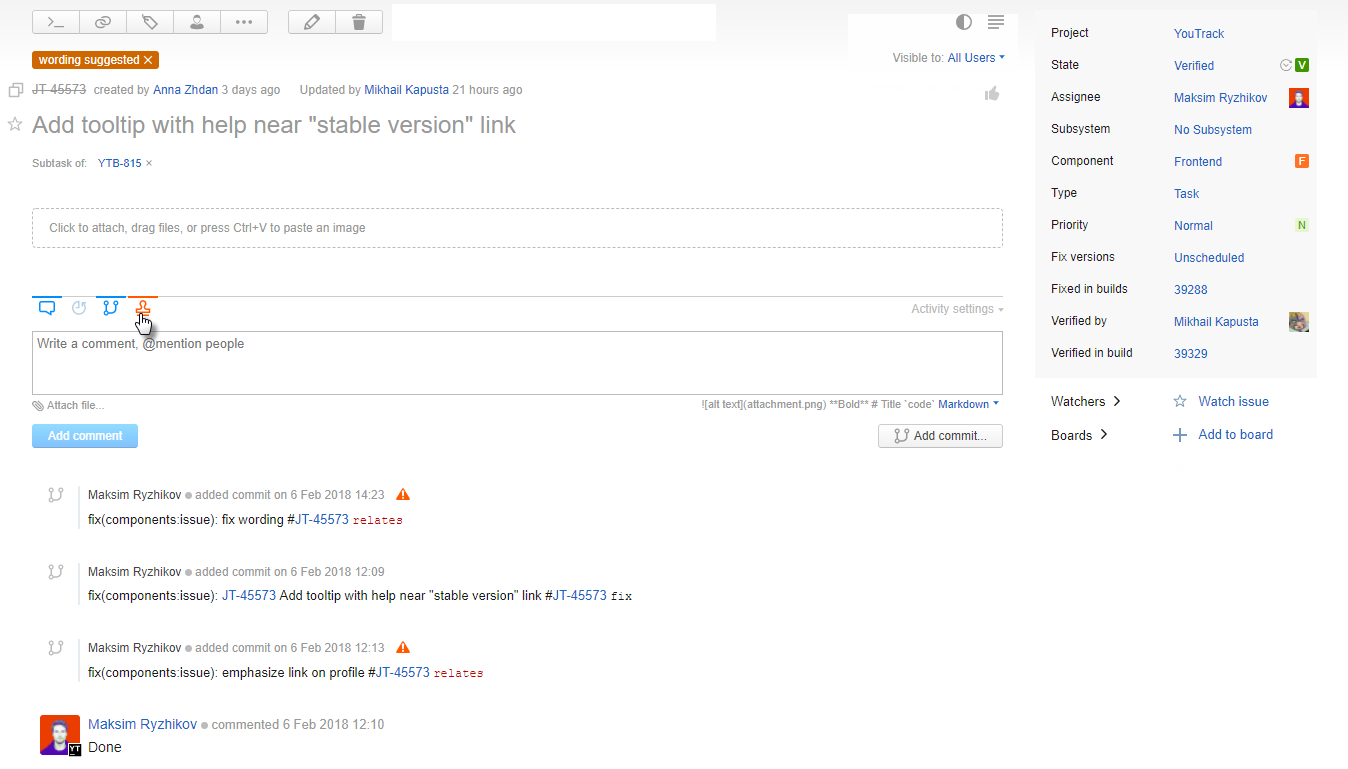 wording suggested ×
Visible to: All Users
JT-45573 created by Anna Zhdan 3 days ago Updated by Mikhail Kapusta 21 hours ago
Add tooltip with help near "stable version" link
Subtask of: YTB-815 ×
Click to attach, drag files, or press Ctrl+V to paste an image
Activity settings
Write a comment, @mention people
Attach file...
![alt text](attachment.png) **Bold** # Title `code` Markdown
Add comment
Add commit...
Maksim Ryzhikov ● added commit on 6 Feb 2018 14:23
fix(components:issue): fix wording #JT-45573 relates
Maksim Ryzhikov ● added commit on 6 Feb 2018 12:09
fix(components:issue): JT-45573 Add tooltip with help near "stable version" link #JT-45573 fix
Maksim Ryzhikov ● added commit on 6 Feb 2018 12:13
fix(components:issue): emphasize link on profile #JT-45573 relates
Maksim Ryzhikov ● commented 6 Feb 2018 12:10
YT
Done
Project YouTrack
State Verified V
Assignee Maksim Ryzhikov
Subsystem No Subsystem
Component Frontend F
Type Task
Priority Normal N
Fix versions Unscheduled
Fixed in builds 39288
Verified by Mikhail Kapusta
Verified in build 39329
Watchers Watch issue
Boards Add to board